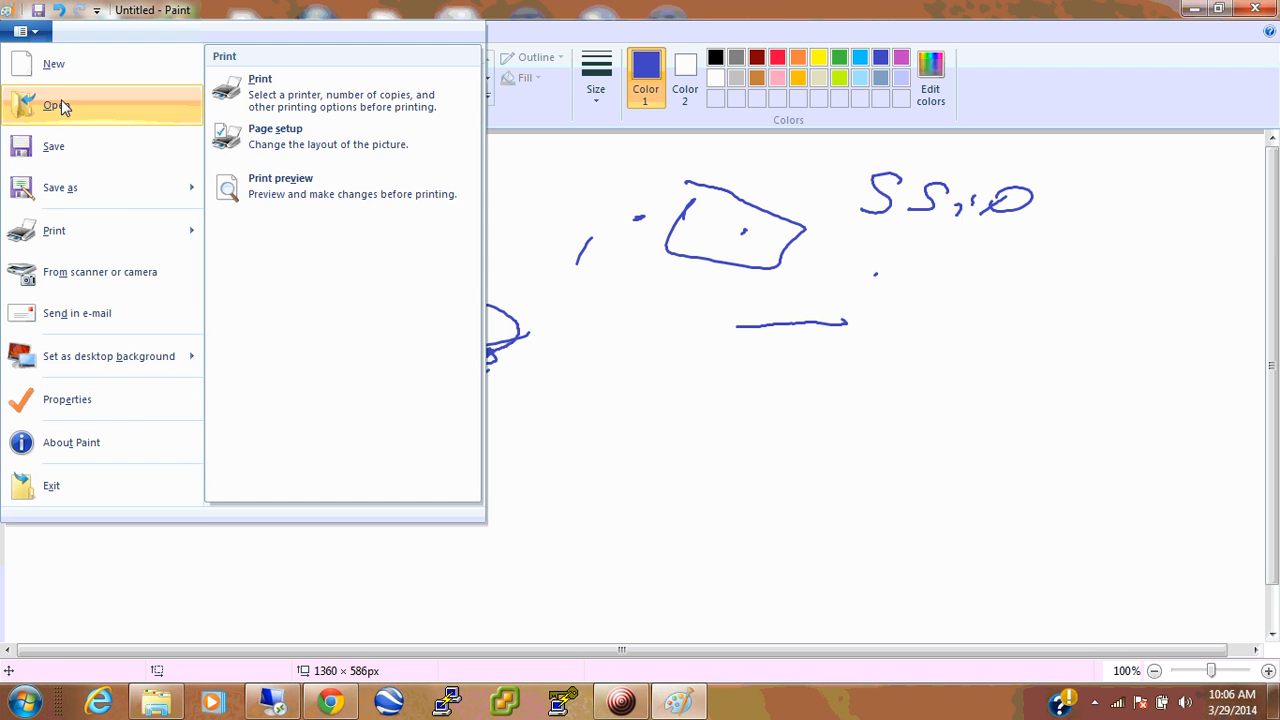 Untitled - Paint
New
Open
Save
Save as
Print
From scanner or camera
Send in e-mail
Set as desktop background
Properties
About Paint
Exit
Print
Print
Select a printer, number of copies, and
other printing options before printing.
Page setup
Change the layout of the picture.
Print preview
Preview and make changes before printing.
Outline
Fill
Size
Color
1
Color
2
Edit
colors
Colors
1360 × 586px
100%
10:06 AM
3/29/2014